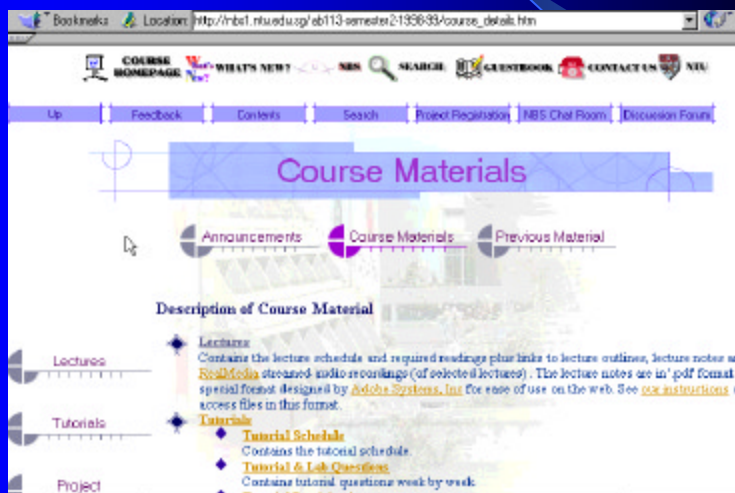 Bookmarks Location: http://nbs1.ntu.edu.sg/ab113-semester2-1998-99/course_details.htm
COURSE HOMEPAGE What's New? WHAT'S NEW? NBS SEARCH GUESTBOOK CONTACT US NTU
Up Feedback Contents Search Project Registration NBS Chat Room Discussion Forum
Course Materials
Announcements Course Materials Previous Material
Description of Course Material
Lectures
Contains the lecture schedule and required readings plus links to lecture outlines, lecture notes a
RealMedia streamed audio recordings (of selected lectures). The lecture notes are in '.pdf' format
special format designed by Adobe Systems, Inc for ease of use on the web. See our instructions
access files in this format.
Lectures
Tutorials
Tutorial Schedule
Contains the tutorial schedule.
Tutorial & Lab Questions
Contains tutorial questions week by week.
Tutorials
Project